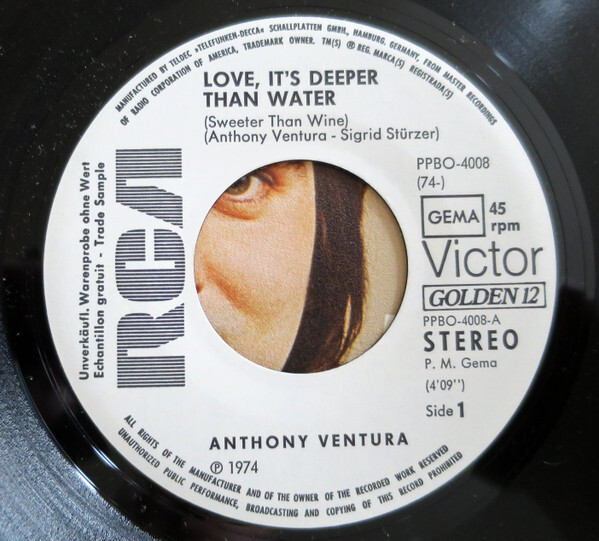 MANUFACTURED BY TELDEC »TELEFUNKEN-DECCA« SCHALLPLATTEN GMBH., HAMBURG, GERMANY, FROM MASTER RECORDINGS
OF RADIO CORPORATION OF AMERICA, TRADEMARK OWNER. TM(S) ® REG. MARCA(S) REGISTRADA(S)
LOVE, IT'S DEEPER
THAN WATER
(Sweeter Than Wine)
(Anthony Ventura - Sigrid Stürzer)
Unverkäufl. Warenprobe ohne Wert
Echantillon gratuit - Trade Sample
RCA
PPBO-4008
(74-)
GEMA 45
rpm
Victor
GOLDEN 12
PPBO-4008-A
STEREO
P. M. Gema
(4'09'')
Side 1
ANTHONY VENTURA
℗ 1974
ALL RIGHTS OF THE MANUFACTURER AND OF THE OWNER OF THE RECORDED WORK RESERVED
UNAUTHORIZED PUBLIC PERFORMANCE, BROADCASTING AND COPYING OF THIS RECORD PROHIBITED